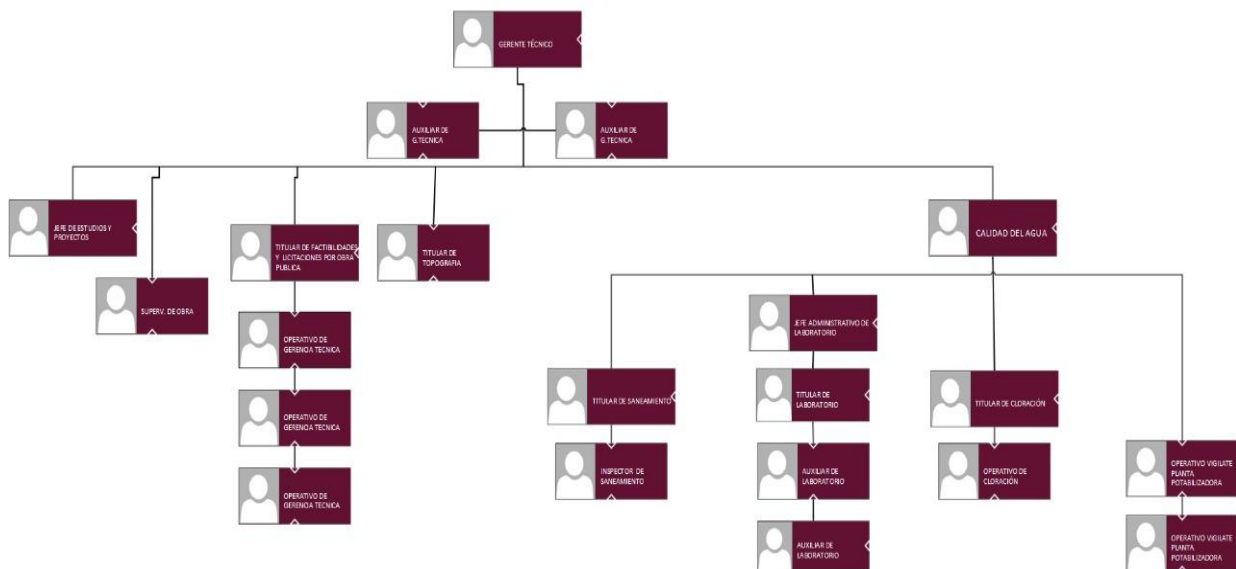 GERENTE TÉCNICO
AUXILIAR DE
G.TECNICA
AUXILIAR DE
G.TECNICA
JEFE DE ESTUDIOS Y
PROYECTOS
SUPERV. DE OBRA
TITULAR DE FACTIBILIDADES
Y LICITACIONES POR OBRA
PUBLICA
TITULAR DE
TOPOGRAFIA
CALIDAD DEL AGUA
OPERATIVO DE
GERENCIA TECNICA
OPERATIVO DE
GERENCIA TECNICA
OPERATIVO DE
GERENCIA TECNICA
TITULAR DE SANEAMIENTO
INSPECTOR DE
SANEAMIENTO
JEFE ADMINISTRATIVO DE
LABORATORIO
TITULAR DE
LABORATORIO
AUXILIAR DE
LABORATORIO
AUXILIAR DE
LABORATORIO
TITULAR DE CLORACIÓN
OPERATIVO DE
CLORACIÓN
OPERATIVO VIGILATE
PLANTA
POTABILIZADORA
OPERATIVO VIGILATE
PLANTA
POTABILIZADORA